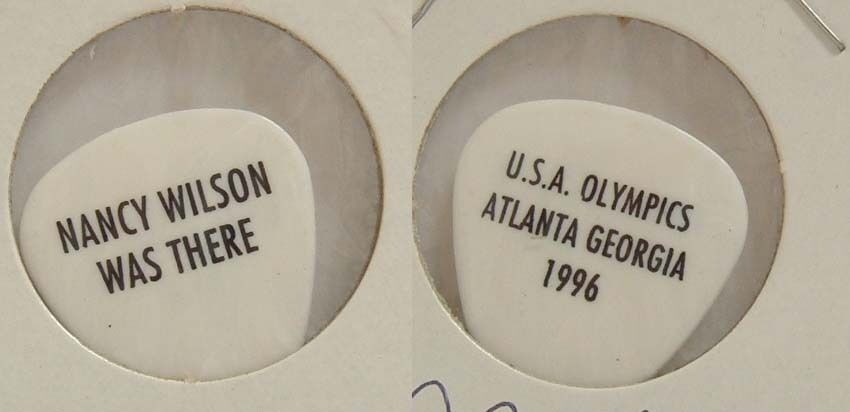 NANCY WILSON
WAS THERE
U.S.A. OLYMPICS
ATLANTA GEORGIA
1996